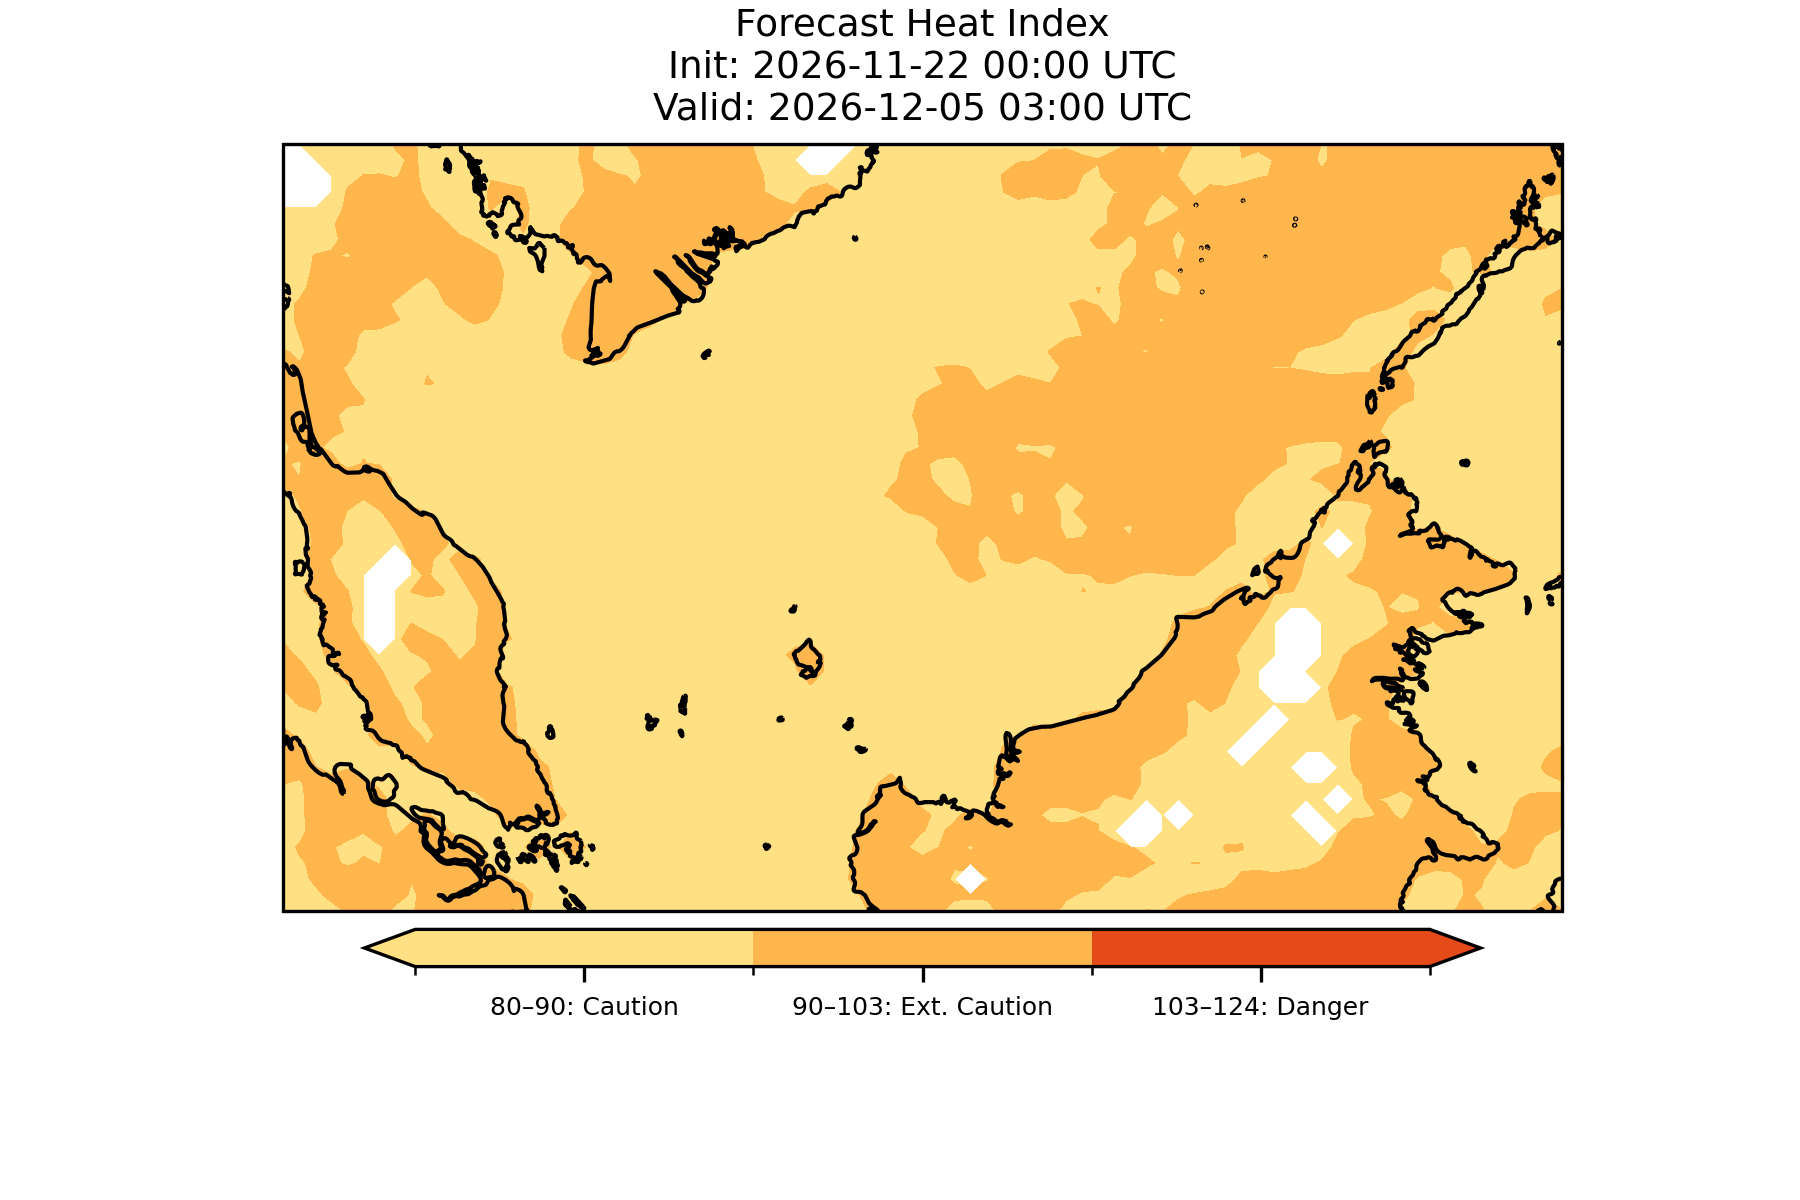 Forecast Heat Index
Init: 2026-11-22 00:00 UTC
Valid: 2026-12-05 03:00 UTC
80–90: Caution
90–103: Ext. Caution
103–124: Danger